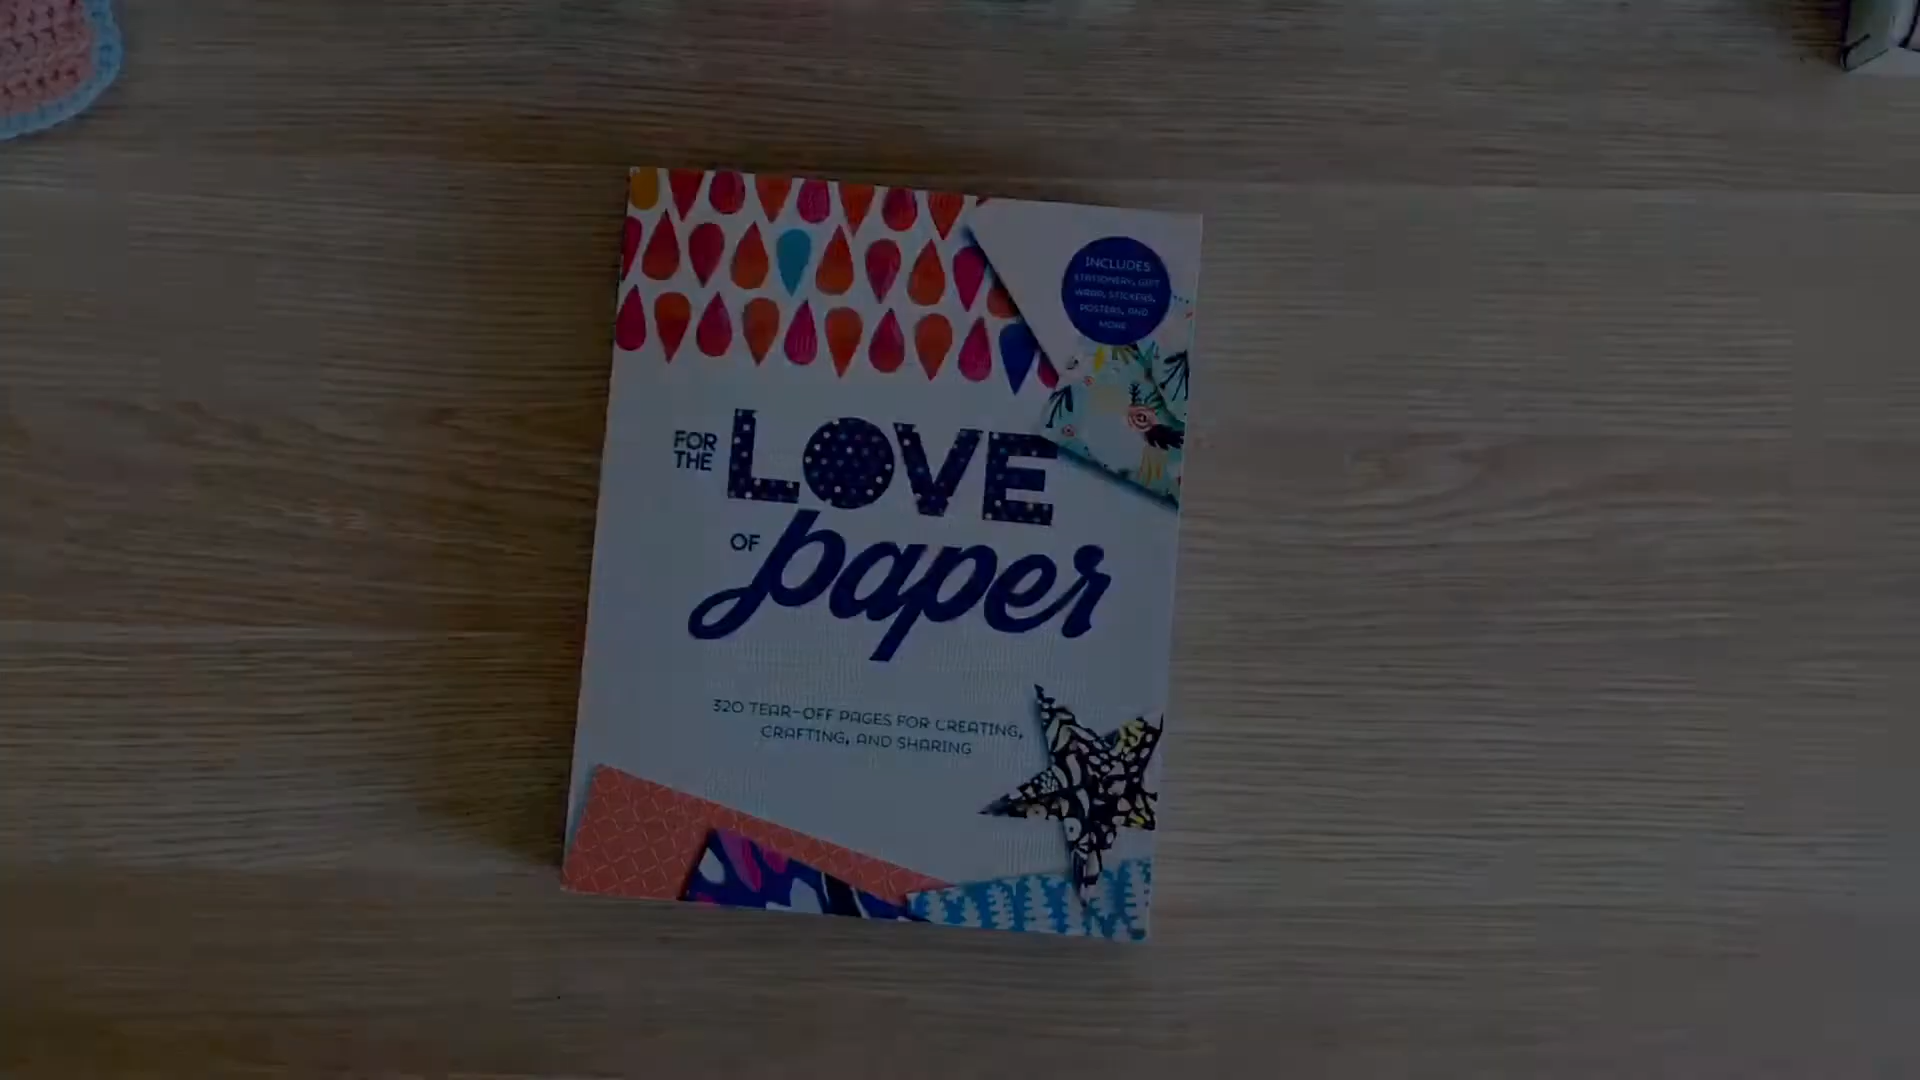 INCLUDES
STATIONERY, GIFT
WRAP, STICKERS,
POSTERS, AND
MORE
FOR
THE
LOVE
OF
paper
320 TEAR-OFF PAGES FOR CREATING,
CRAFTING, AND SHARING